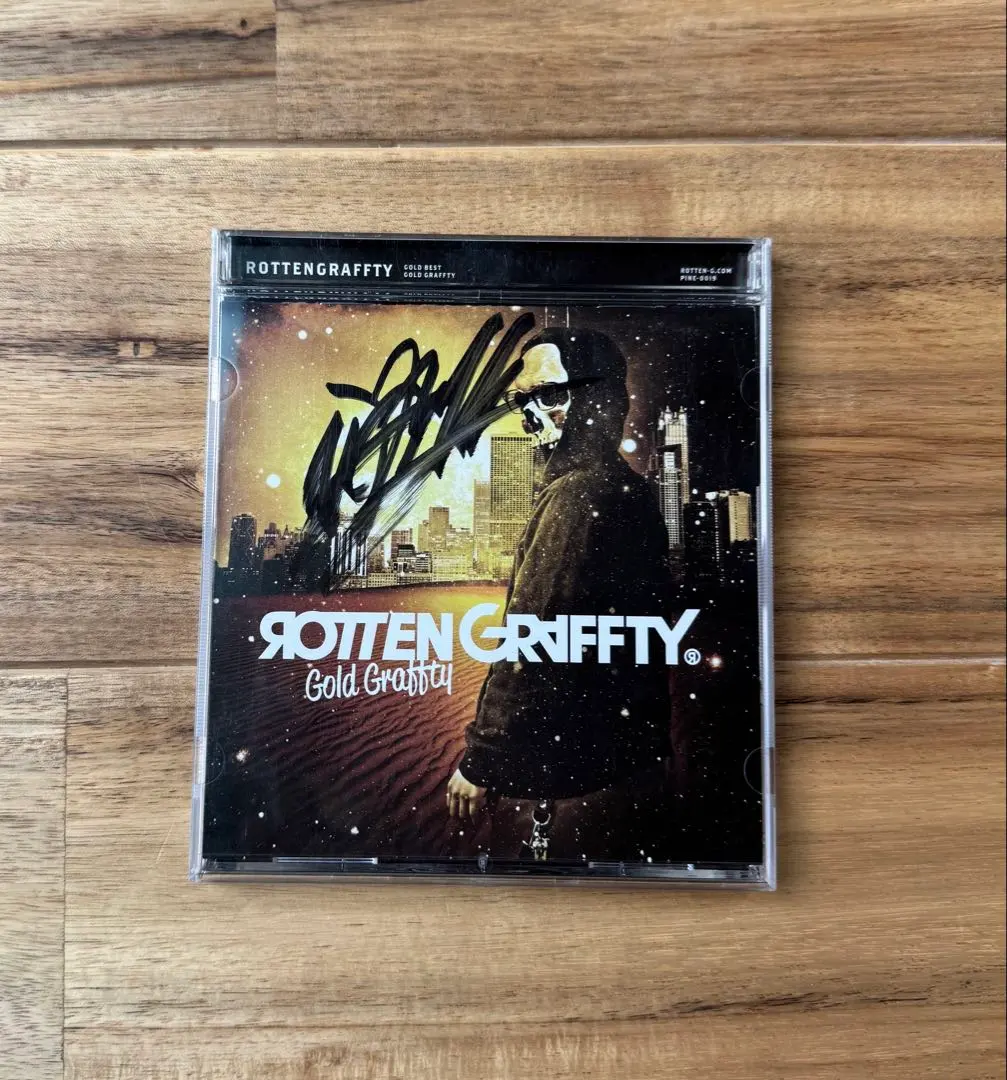 ROTTENGRAFFTY
GOLD BEST
GOLD GRAFFTY
ROTTEN-G.COM
PINE-0019
ROTTEN GRAFFTY
Gold Graffty